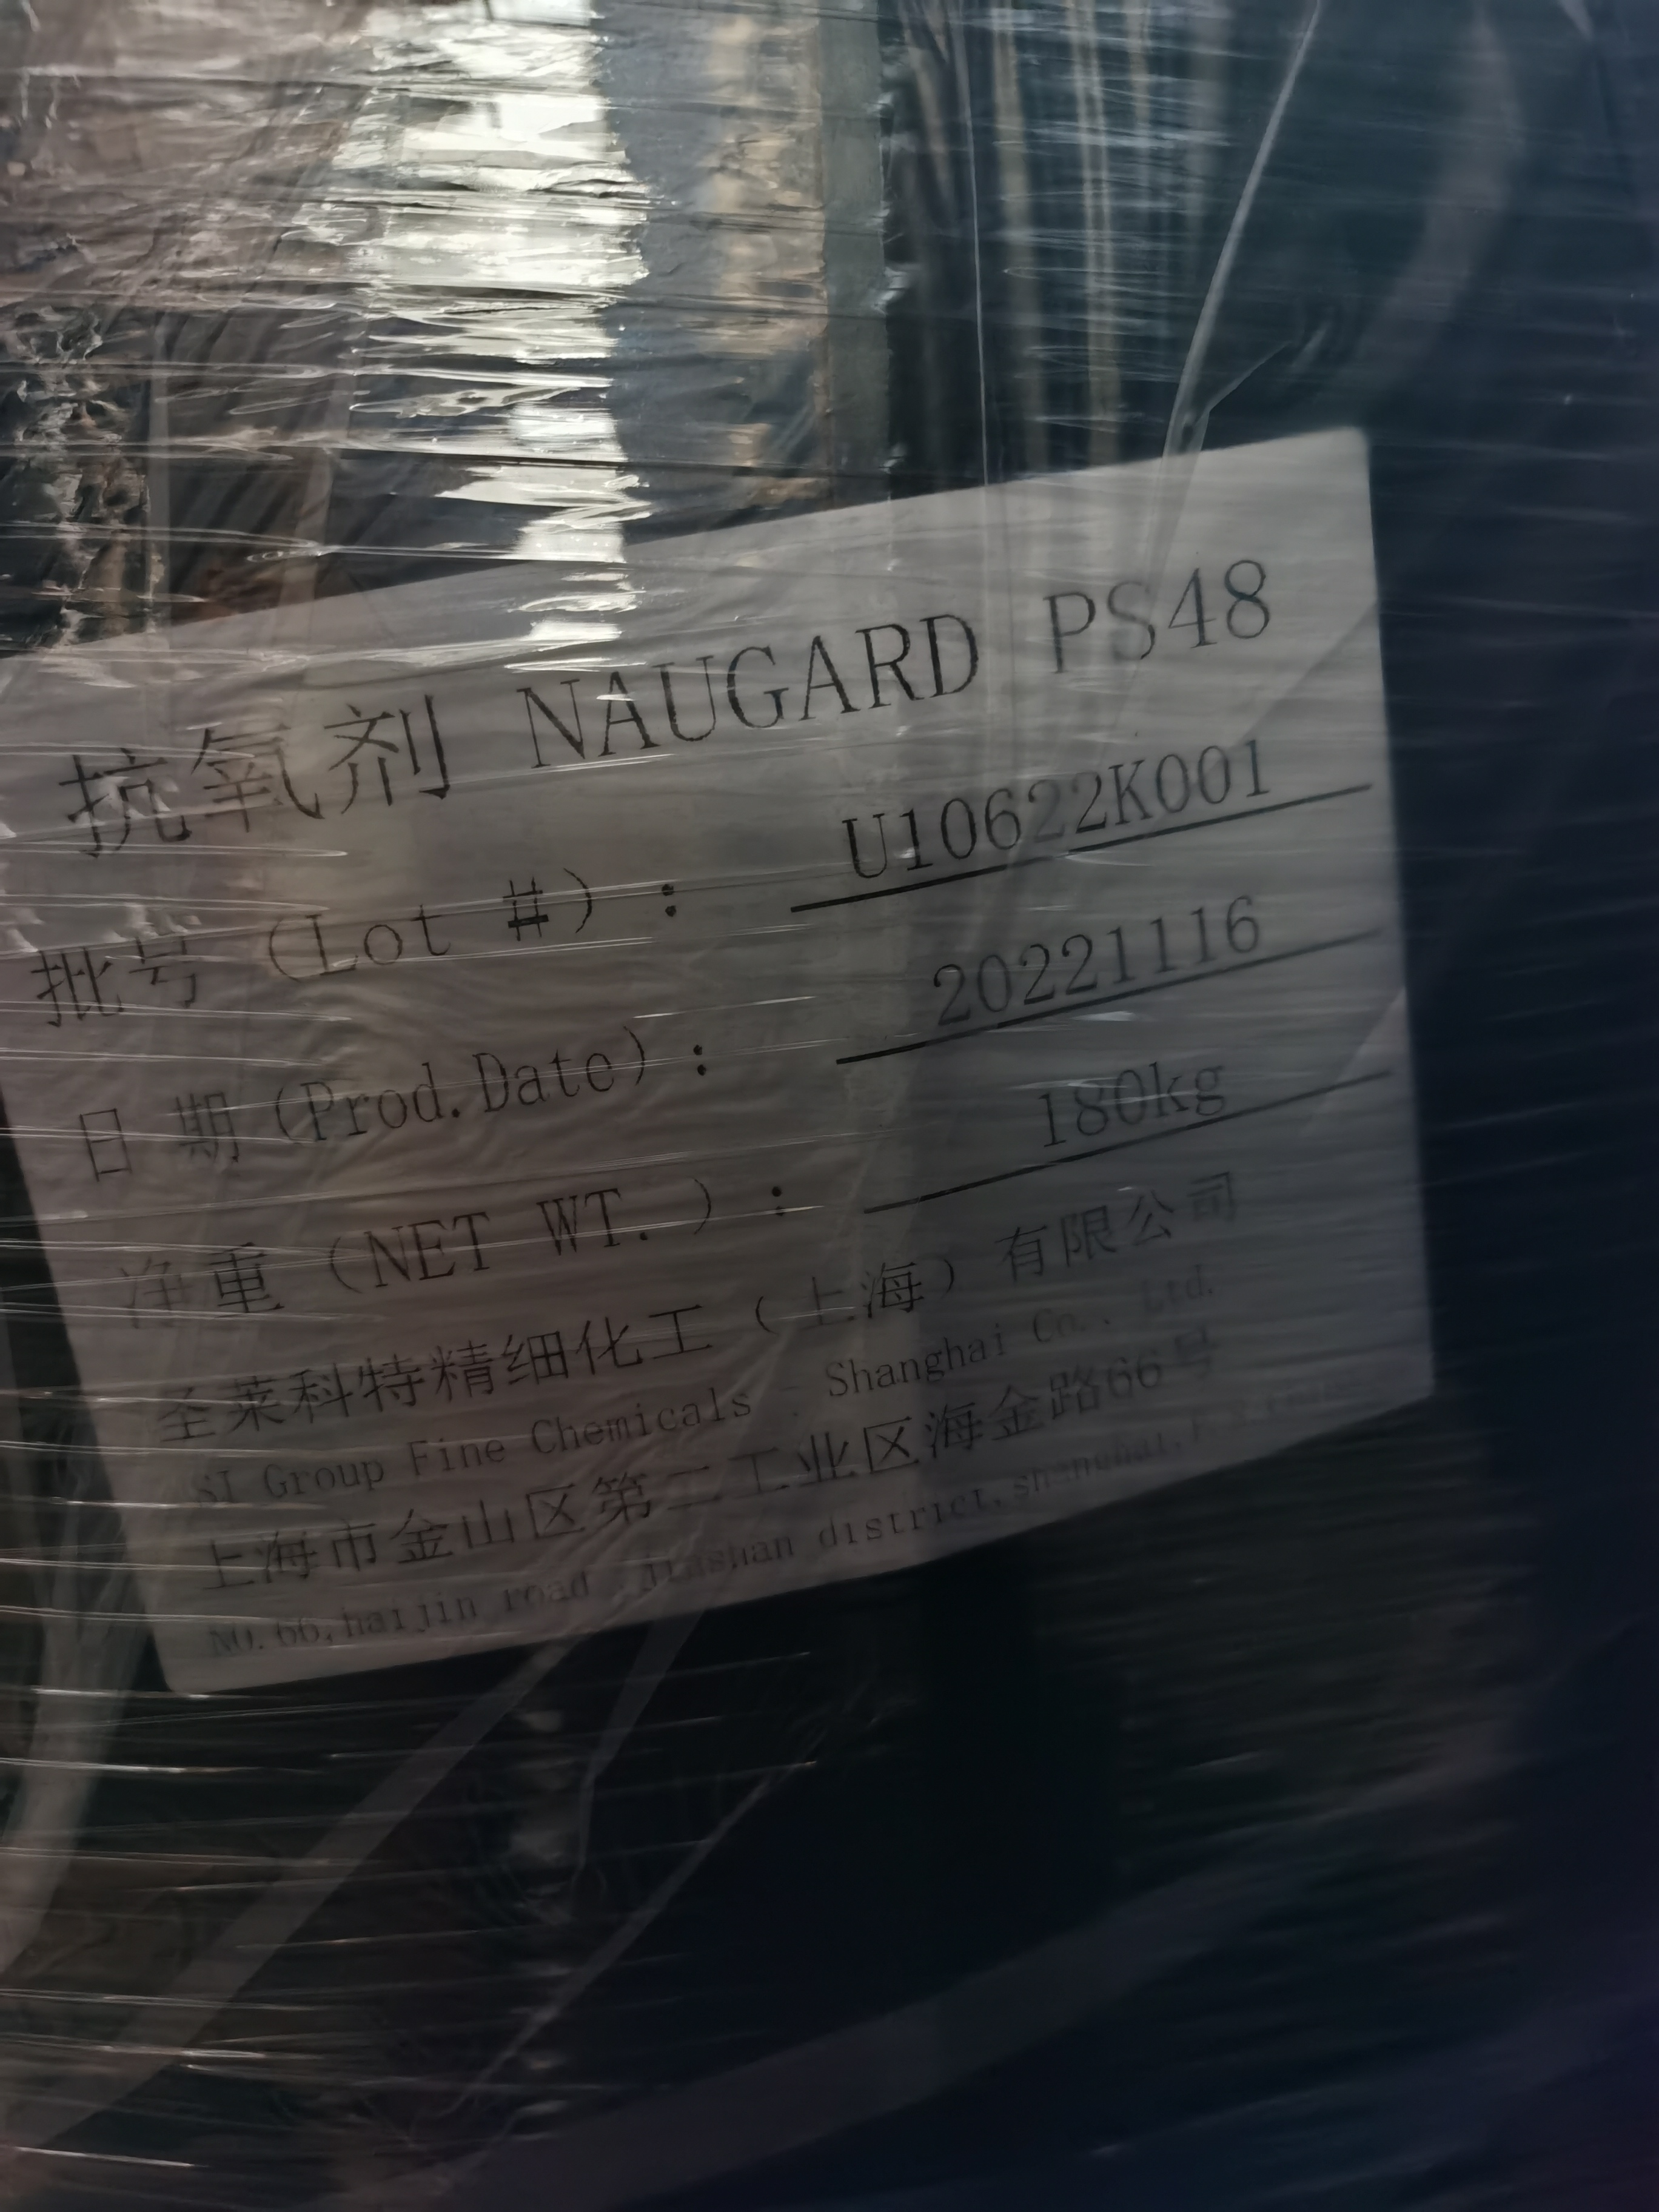 抗氧剂 NAUGARD PS48
批号 (Lot #) : U10622K001
日 期 (Prod.Date) : 20221116
净重 (NET WT. ) : 180kg
圣莱科特精细化工 (上海) 有限公司
SI Group Fine Chemicals Shanghai Co., Ltd.
上海市金山区第二工业区海金路66号
NO.66,haijin road ,jinshan district,shanghai,